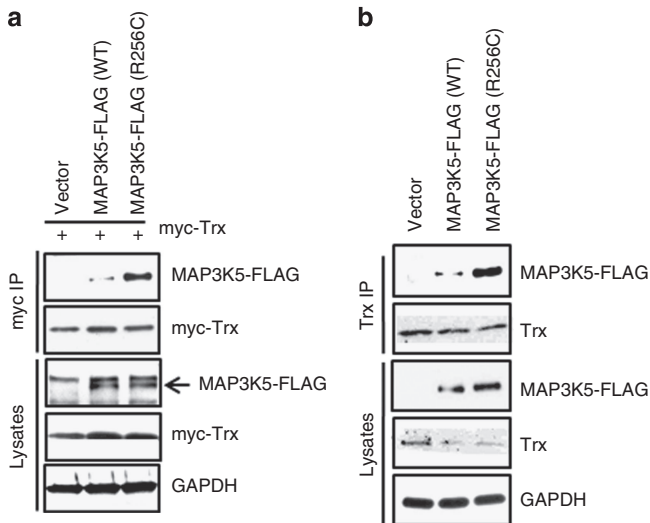 a
Vector
MAP3K5-FLAG (WT)
MAP3K5-FLAG (R256C)
+ + + myc-Trx
myc IP
MAP3K5-FLAG
myc-Trx
Lysates
MAP3K5-FLAG
myc-Trx
GAPDH
b
Vector
MAP3K5-FLAG (WT)
MAP3K5-FLAG (R256C)
Trx IP
MAP3K5-FLAG
Trx
Lysates
MAP3K5-FLAG
Trx
GAPDH